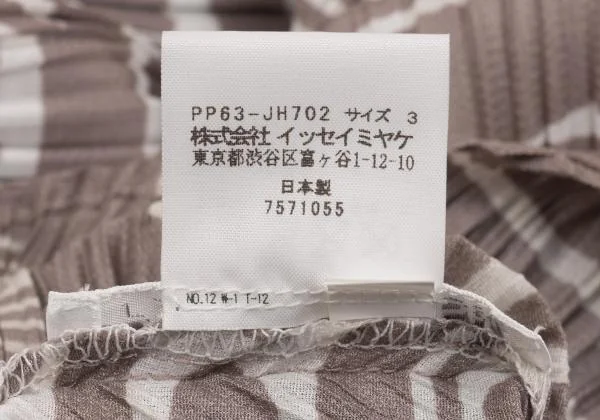 PP63-JH702 サイズ 3
株式会社 イッセイミヤケ
東京都渋谷区富ヶ谷1-12-10
日本製
7571055
NO.12 W-1 T-12